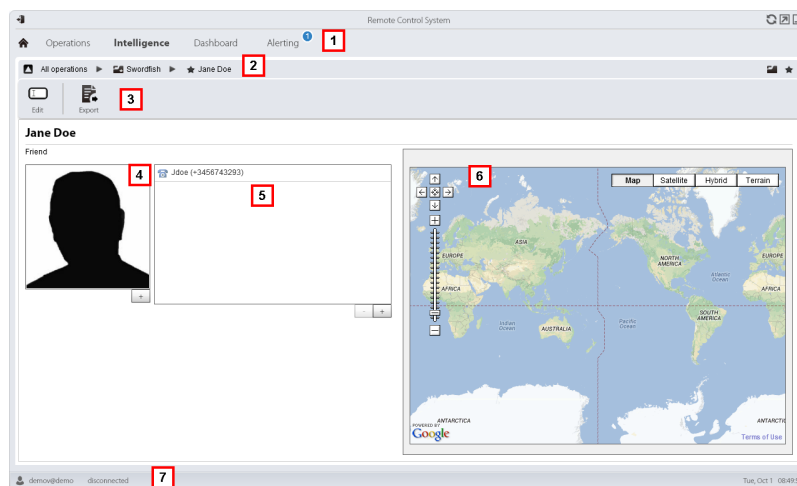 Remote Control System
Operations Intelligence Dashboard Alerting 1 1
All operations Swordfish Jane Doe 2
Edit Export 3
Jane Doe
Friend
4
Jdoe (+3456743293)
5
6
Map Satellite Hybrid Terrain
ASIA
EUROPE
NORTH AMERICA
EUROPE
Atlantic Ocean
AFRICA
AFRICA
Indian Ocean
AUSTRALIA
Pacific Ocean
SOUTH AMERICA
ANTARCTICA
ANTARCTI
POWERED BY
Google
Terms of Use
- +
+
demov@demo disconnected 7
Tue, Oct 1 08:49: